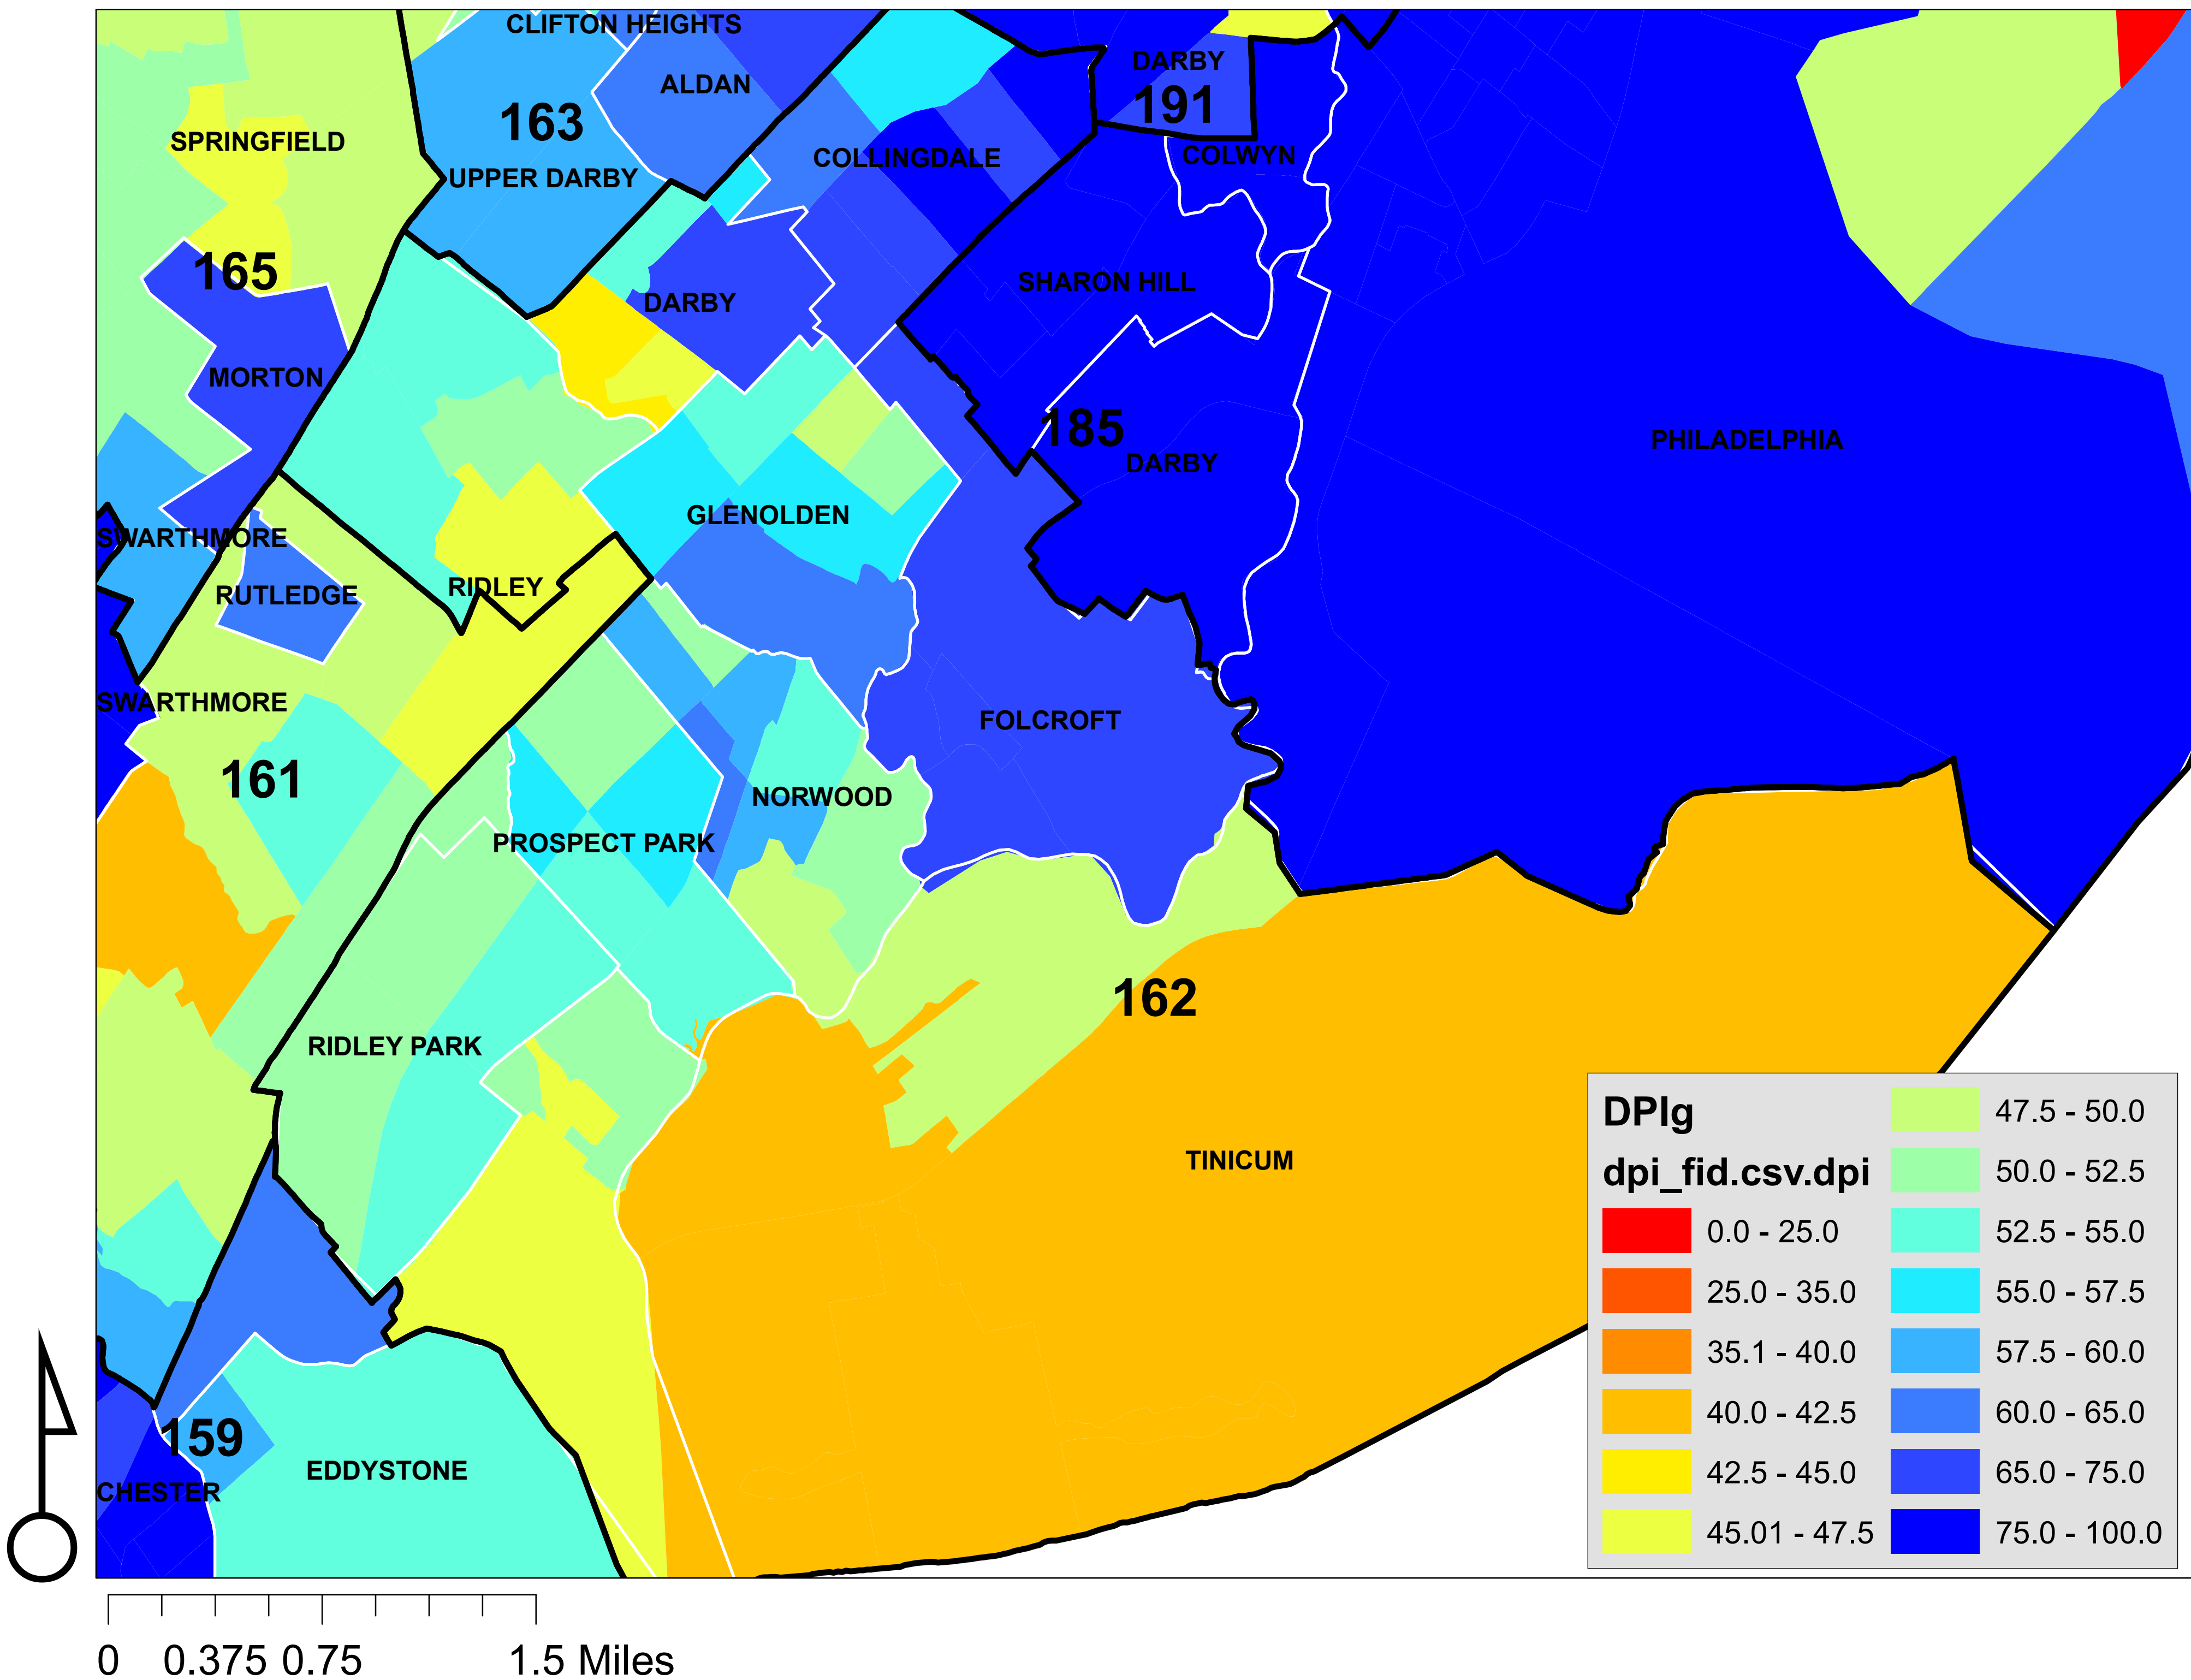 CLIFTON HEIGHTS
DARBY
ALDAN
191
163
SPRINGFIELD
COLLINGDALE
COLWYN
UPPER DARBY
165
SHARON HILL
DARBY
MORTON
185
PHILADELPHIA
DARBY
GLENOLDEN
SWARTHMORE
RIDLEY
RUTLEDGE
SWARTHMORE
FOLCROFT
161
NORWOOD
PROSPECT PARK
162
RIDLEY PARK
TINICUM
159
EDDYSTONE
CHESTER
DPIg
dpi_fid.csv.dpi
0.0 - 25.0
25.0 - 35.0
35.1 - 40.0
40.0 - 42.5
42.5 - 45.0
45.01 - 47.5
47.5 - 50.0
50.0 - 52.5
52.5 - 55.0
55.0 - 57.5
57.5 - 60.0
60.0 - 65.0
65.0 - 75.0
75.0 - 100.0
0 0.375 0.75 1.5 Miles